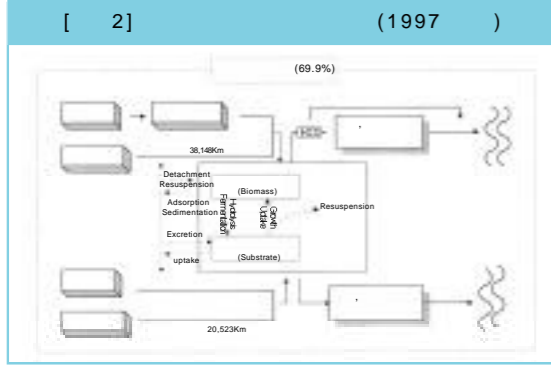 [ 2] (1997 )
(69.9%)
38,148Km
Detachment
Resuspension
Adsorption
Sedimentation
Excretion
uptake
(Biomass)
Hydolysis
Fermentation
Growth
Uptake
Resuspension
(Substrate)
20,523Km